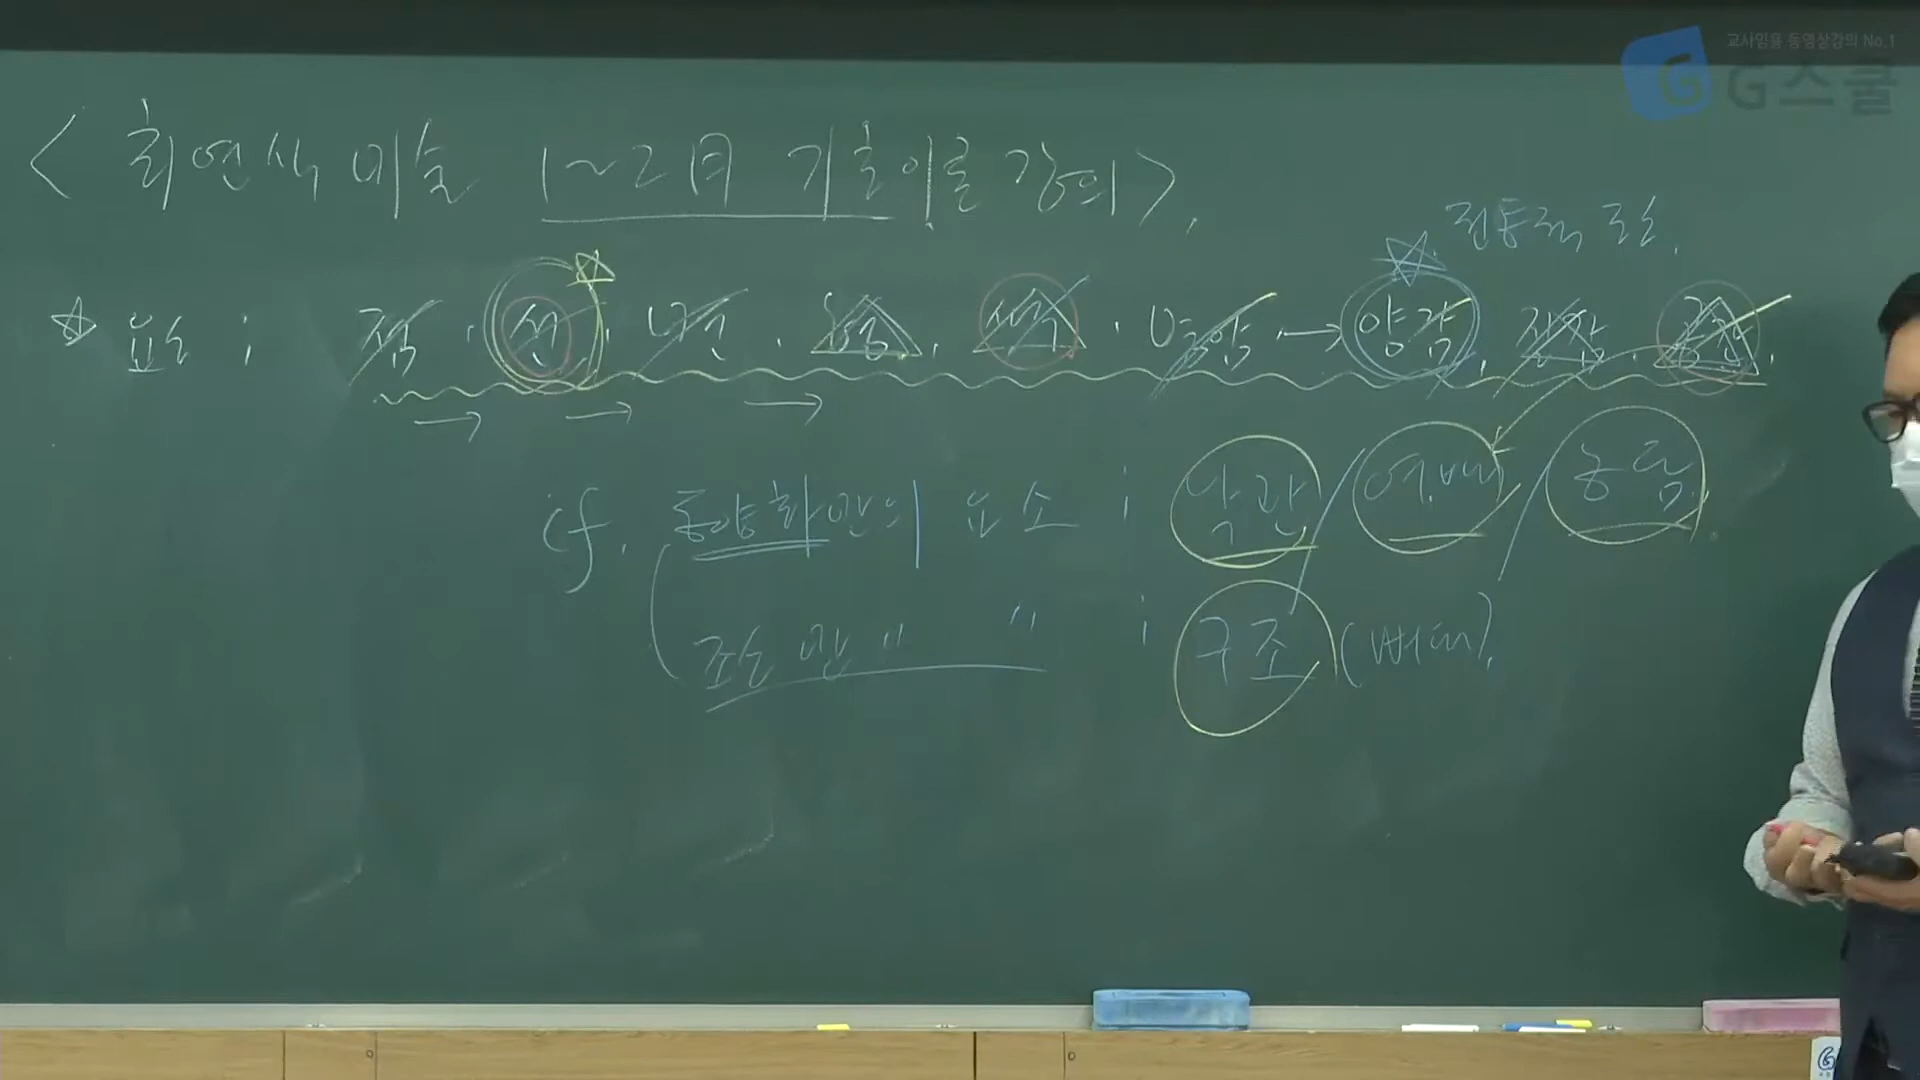 교사임용 동영상강의 No.1
G스쿨
<최연식 미술 1~2月 기출이론 강의>.
전통적 조소.
☆ 요소 ; 점 . 선 . 면 . 형 . 색 . 명암 → 양감 . 질감 . 공간 .
cf. 동양화만의 요소 ; 낙관 / 여백 / 농담 .
( 조소만 〃 〃 ; 구조 (뼈대).